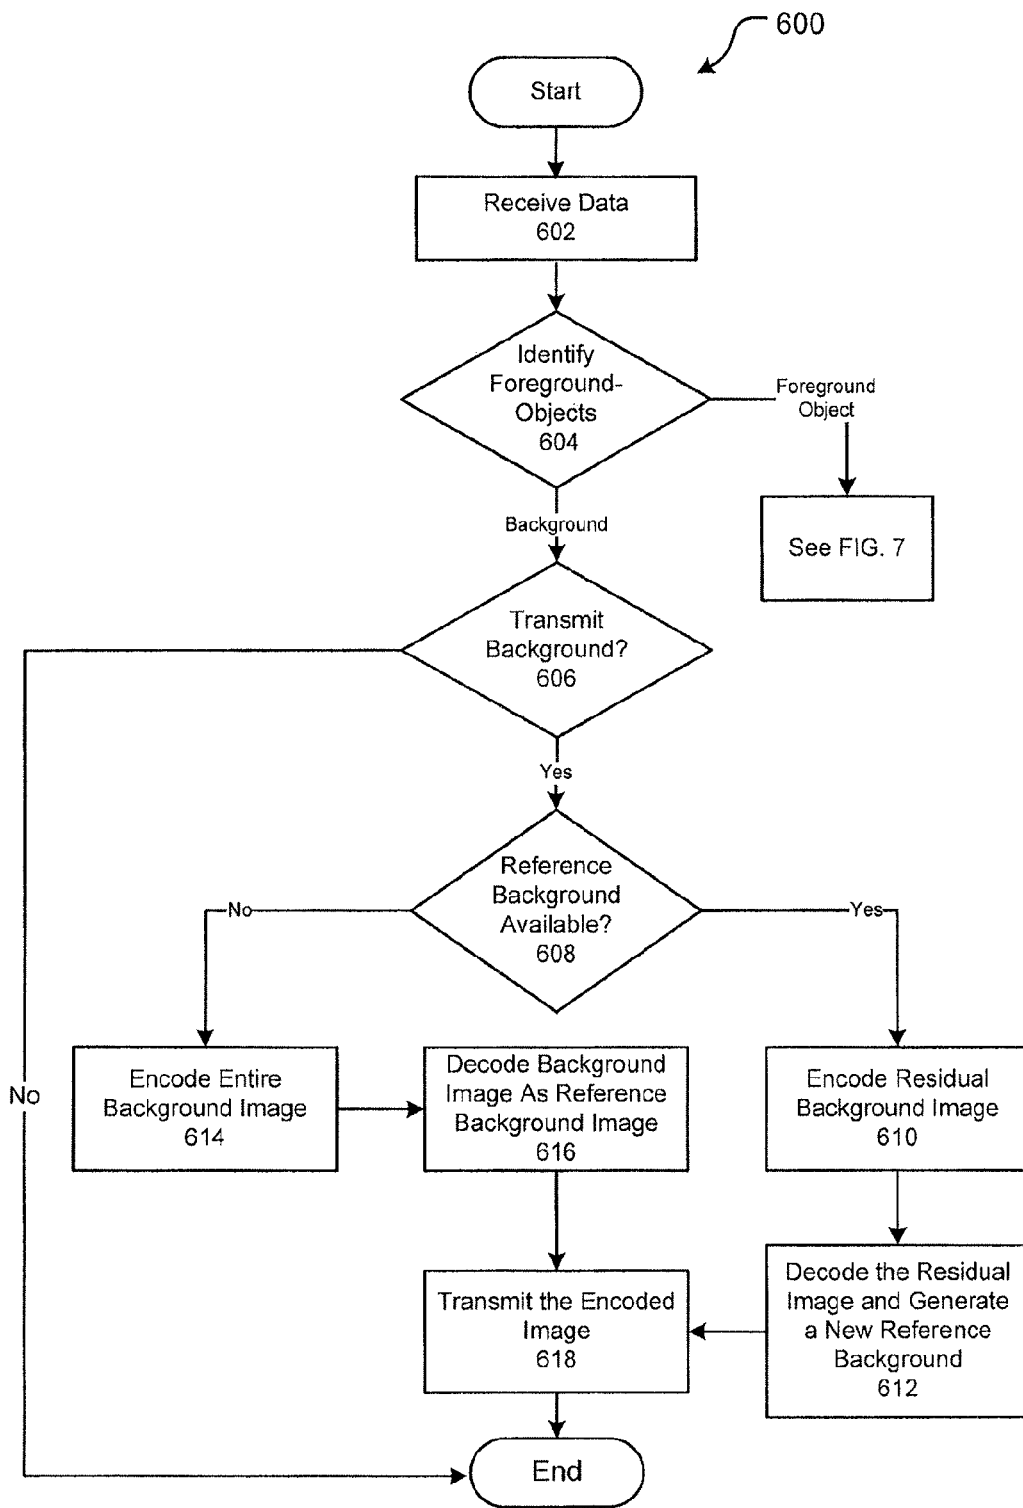 600
Start
Receive Data
602
Identify
Foreground-
Objects
604
Foreground
Object
See FIG. 7
Background
Transmit
Background?
606
Yes
Reference
Background
Available?
608
No
Yes
No
Encode Entire
Background Image
614
Decode Background
Image As Reference
Background Image
616
Encode Residual
Background Image
610
Transmit the Encoded
Image
618
Decode the Residual
Image and Generate
a New Reference
Background
612
End